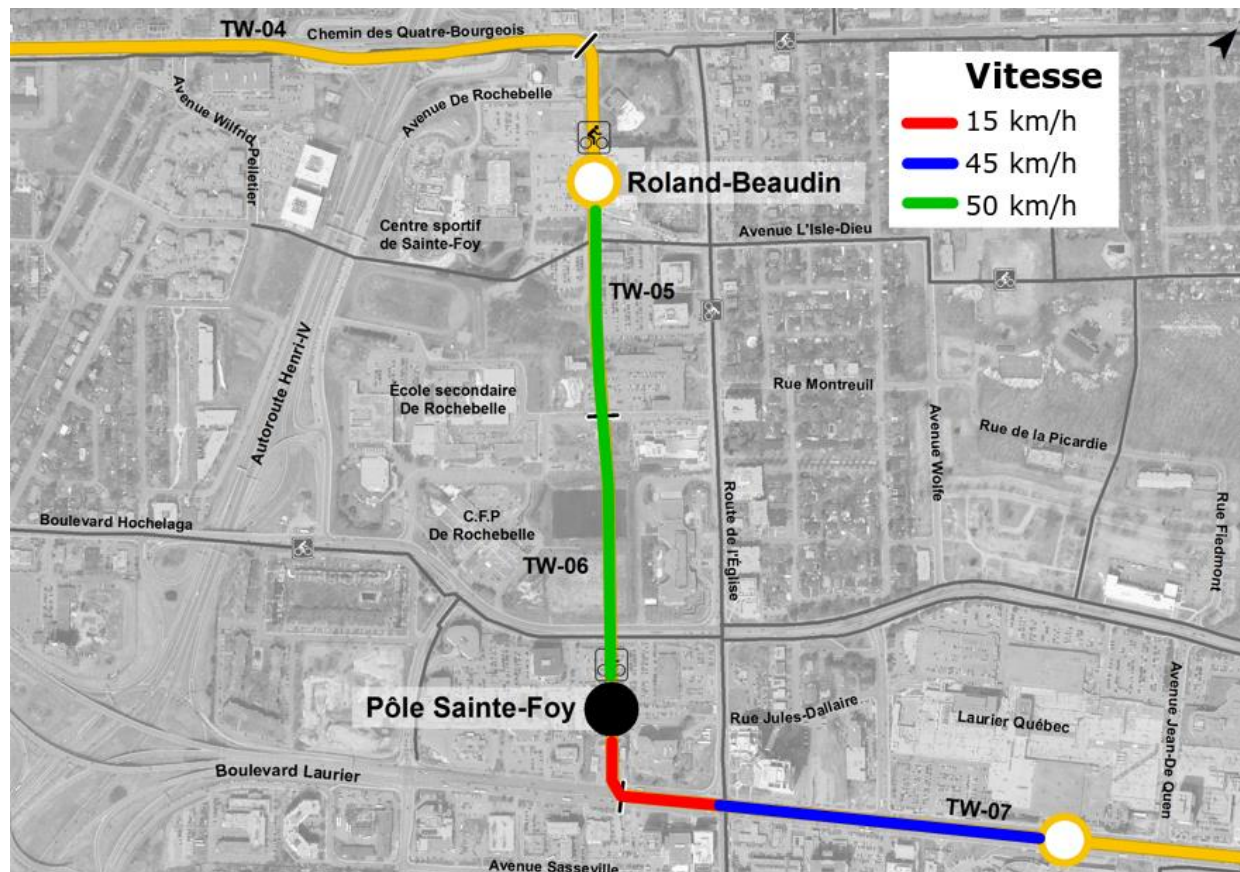 TW-04
Chemin des Quatre-Bourgeois
Vitesse
15 km/h
45 km/h
50 km/h
Avenue Wilfrid-
Pelletier
Avenue De Rochebelle
Roland-Beaudin
Centre sportif
de Sainte-Foy
Avenue L'Isle-Dieu
TW-05
Autoroute Henri-IV
École secondaire
De Rochebelle
Rue Montreuil
Avenue Wolfe
Rue de la Picardie
Boulevard Hochelaga
C.F.P
De Rochebelle
Route de l'Église
Rue Fiedmont
TW-06
Pôle Sainte-Foy
Rue Jules-Dallaire
Laurier Québec
Avenue Jean-De Quen
Boulevard Laurier
TW-07
Avenue Sasseville